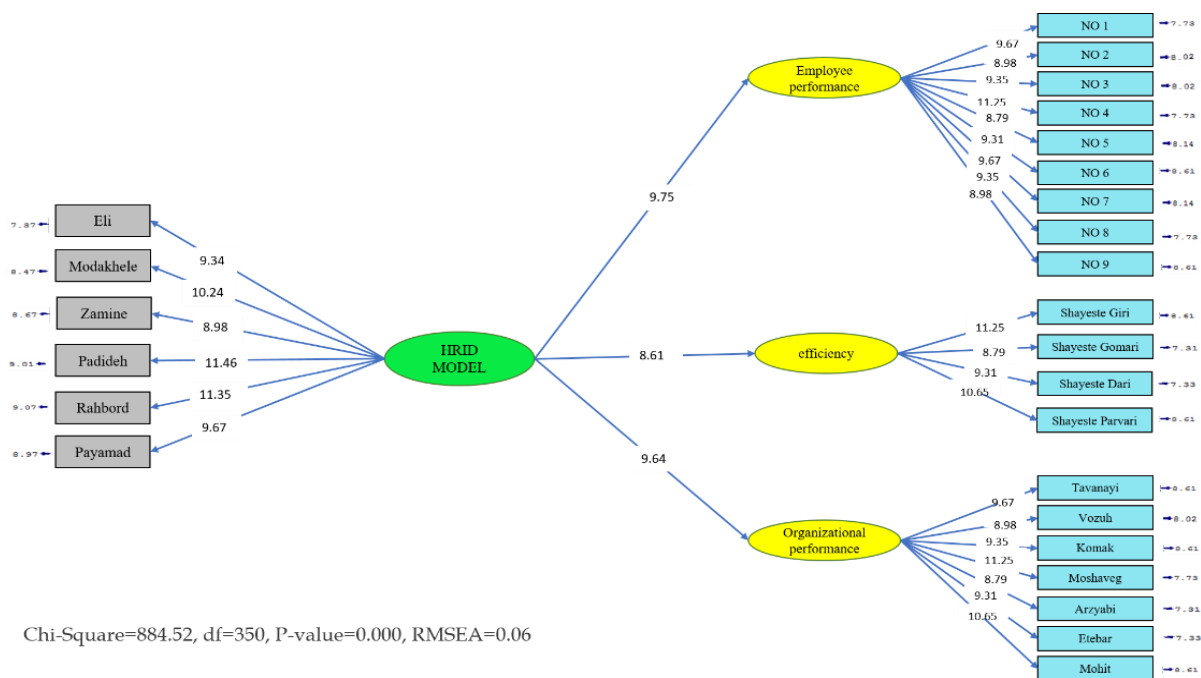 NO 1
7.73
9.67
NO 2
8.02
8.98
Employee
performance
9.35
NO 3
8.02
11.25
NO 4
7.73
8.79
NO 5
8.14
9.31
NO 6
8.61
9.67
NO 7
8.14
9.35
8.98
NO 8
7.73
NO 9
8.61
9.75
Eli
7.87
9.34
Modakhele
8.47
10.24
Zamine
8.67
8.98
Padideh
9.01
11.46
Rahbord
9.07
11.35
Payamad
8.97
9.67
HRID
MODEL
8.61
efficiency
11.25
Shayeste Giri
8.61
8.79
Shayeste Gomari
7.31
9.31
Shayeste Dari
7.33
10.65
Shayeste Parvari
8.61
9.64
Organizational
performance
9.67
Tavanayi
8.61
8.98
Vozuh
8.02
9.35
Komak
8.61
11.25
Moshaveg
7.73
8.79
Arzyabi
7.31
9.31
Etebar
7.33
10.65
Mohit
8.61
Chi-Square=884.52, df=350, P-value=0.000, RMSEA=0.06